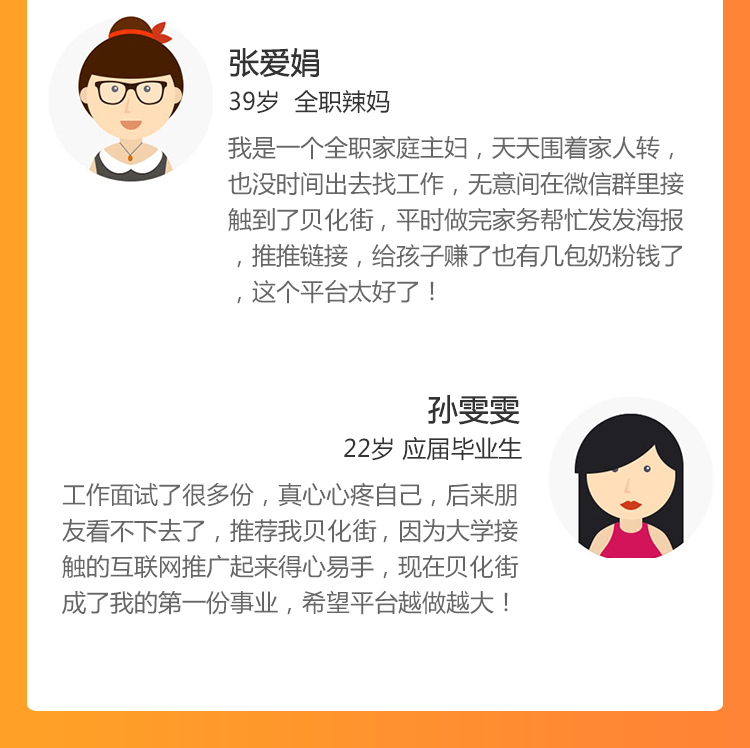 张爱娟
39岁 全职辣妈
我是一个全职家庭主妇，天天围着家人转，
也没时间出去找工作，无意间在微信群里接
触到了贝化街，平时做完家务帮忙发发海报
，推推链接，给孩子赚了也有几包奶粉钱了
，这个平台太好了！
孙雯雯
22岁 应届毕业生
工作面试了很多份，真心心疼自己，后来朋
友看不下去了，推荐我贝化街，因为大学接
触的互联网推广起来得心易手，现在贝化街
成了我的第一份事业，希望平台越做越大！